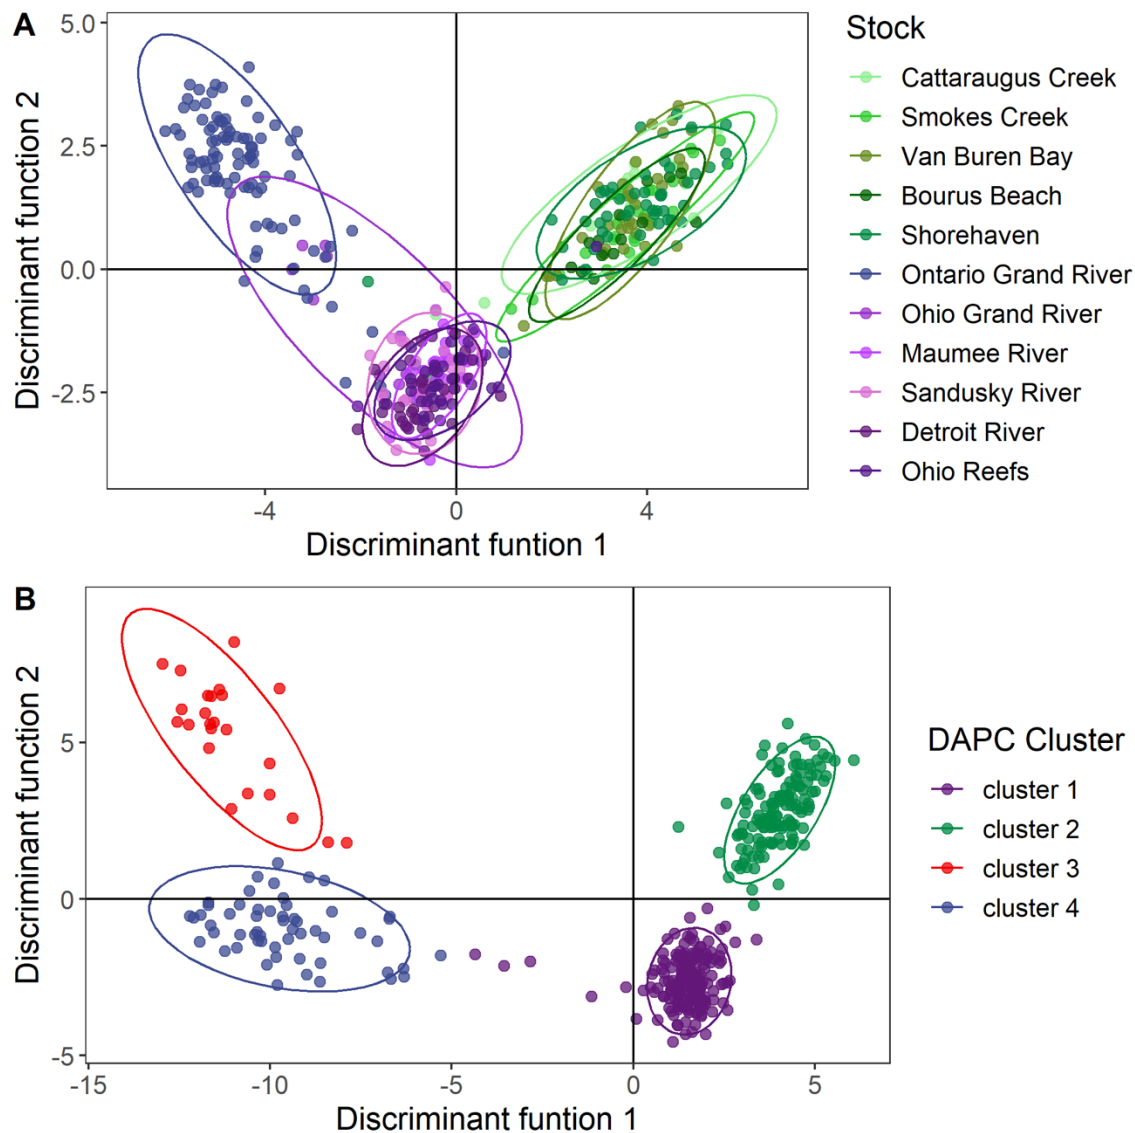 A
5.0
2.5
0.0
-2.5
Discriminant function 2
-4
0
4
Discriminant funtion 1
Stock
Cattaraugus Creek
Smokes Creek
Van Buren Bay
Bourus Beach
Shorehaven
Ontario Grand River
Ohio Grand River
Maumee River
Sandusky River
Detroit River
Ohio Reefs
B
5
0
-5
Discriminant function 2
-15
-10
-5
0
5
Discriminant funtion 1
DAPC Cluster
cluster 1
cluster 2
cluster 3
cluster 4